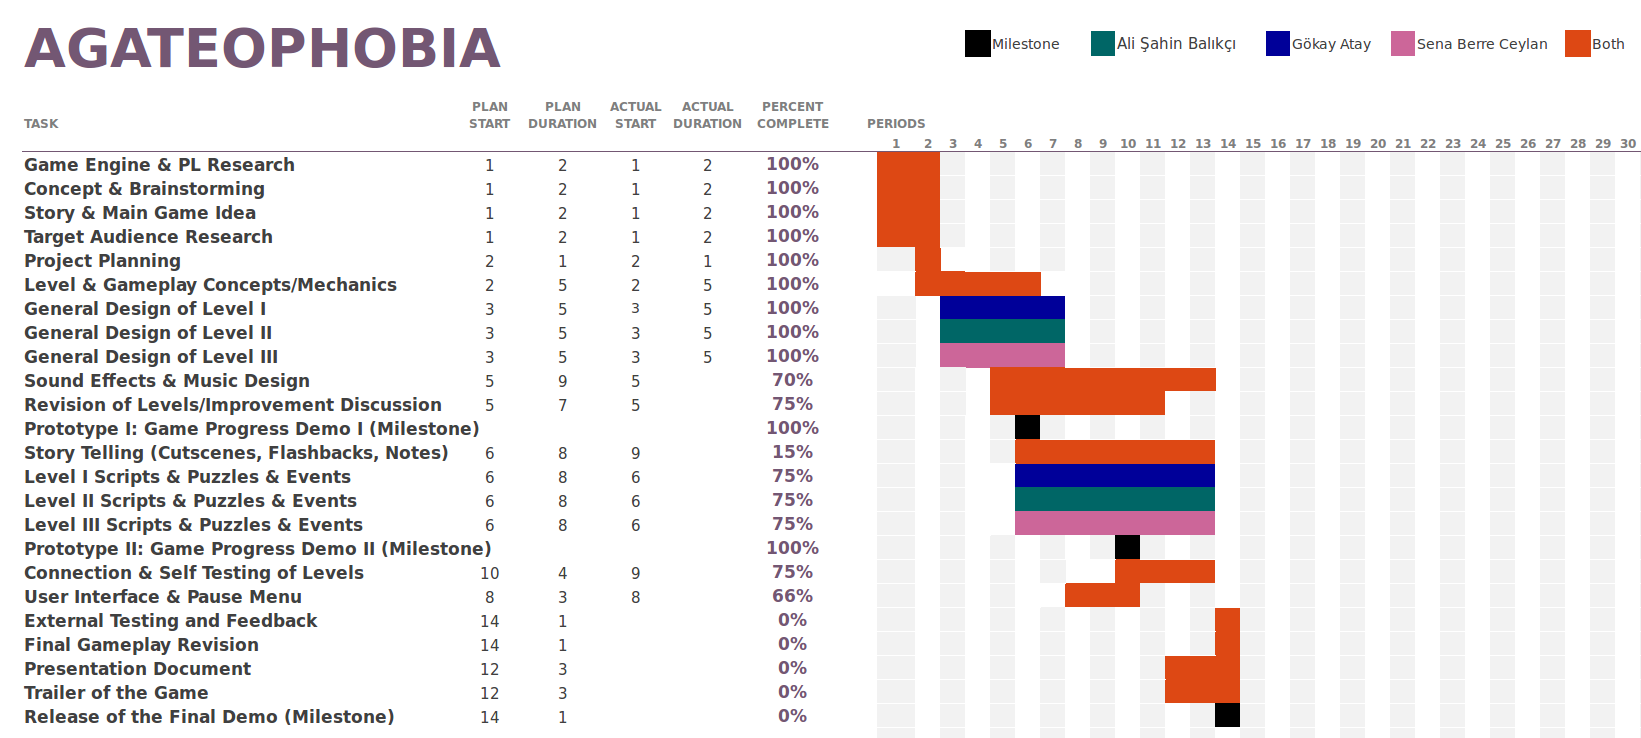 AGATEOPHOBIA
Milestone Ali Şahin Balıkçı Gökay Atay Sena Berre Ceylan Both
PLAN PLAN ACTUAL ACTUAL PERCENT
TASK START DURATION START DURATION COMPLETE PERIODS
1 2 3 4 5 6 7 8 9 10 11 12 13 14 15 16 17 18 19 20 21 22 23 24 25 26 27 28 29 30
Game Engine & PL Research 1 2 1 2 100%
Concept & Brainstorming 1 2 1 2 100%
Story & Main Game Idea 1 2 1 2 100%
Target Audience Research 1 2 1 2 100%
Project Planning 2 1 2 1 100%
Level & Gameplay Concepts/Mechanics 2 5 2 5 100%
General Design of Level I 3 5 3 5 100%
General Design of Level II 3 5 3 5 100%
General Design of Level III 3 5 3 5 100%
Sound Effects & Music Design 5 9 5 70%
Revision of Levels/Improvement Discussion 5 7 5 75%
Prototype I: Game Progress Demo I (Milestone) 100%
Story Telling (Cutscenes, Flashbacks, Notes) 6 8 9 15%
Level I Scripts & Puzzles & Events 6 8 6 75%
Level II Scripts & Puzzles & Events 6 8 6 75%
Level III Scripts & Puzzles & Events 6 8 6 75%
Prototype II: Game Progress Demo II (Milestone) 100%
Connection & Self Testing of Levels 10 4 9 75%
User Interface & Pause Menu 8 3 8 66%
External Testing and Feedback 14 1 0%
Final Gameplay Revision 14 1 0%
Presentation Document 12 3 0%
Trailer of the Game 12 3 0%
Release of the Final Demo (Milestone) 14 1 0%